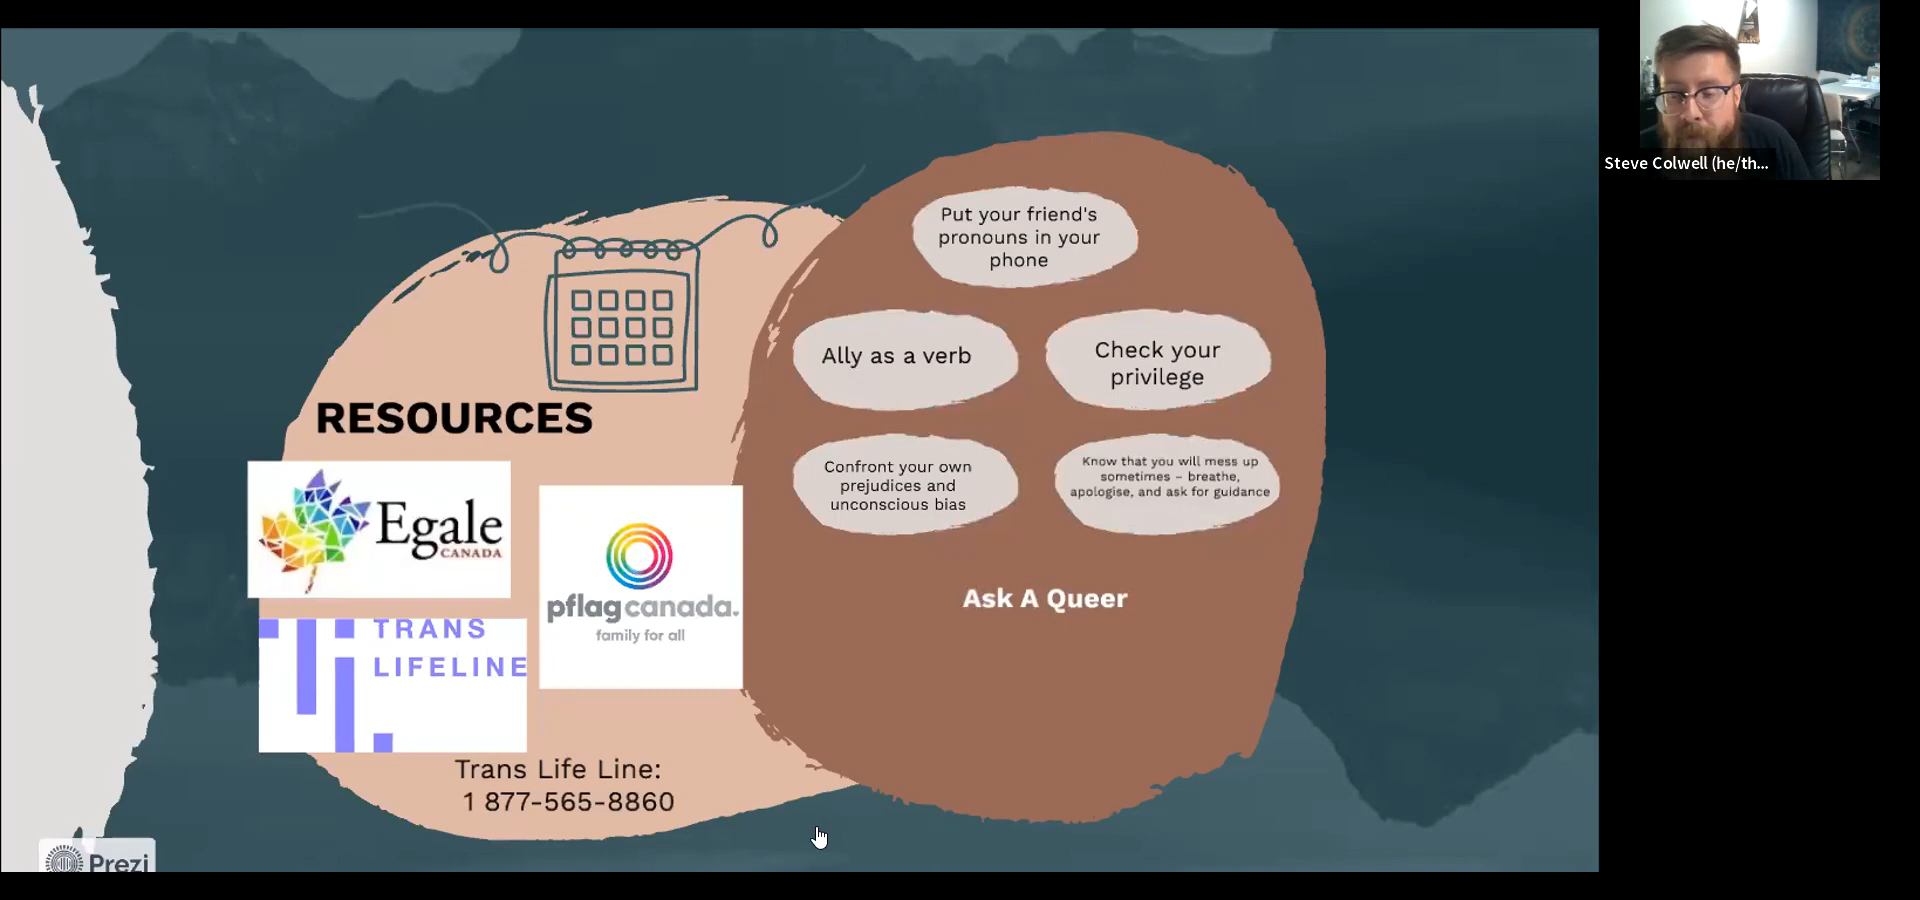 Put your friend's
pronouns in your
phone
Ally as a verb
Check your
privilege
Confront your own
prejudices and
unconscious bias
Know that you will mess up
sometimes – breathe,
apologise, and ask for guidance
Ask A Queer
RESOURCES
Egale
CANADA
pflag canada.
family for all
TRANS
LIFELINE
Trans Life Line:
1 877-565-8860
Prezi
Steve Colwell (he/th...